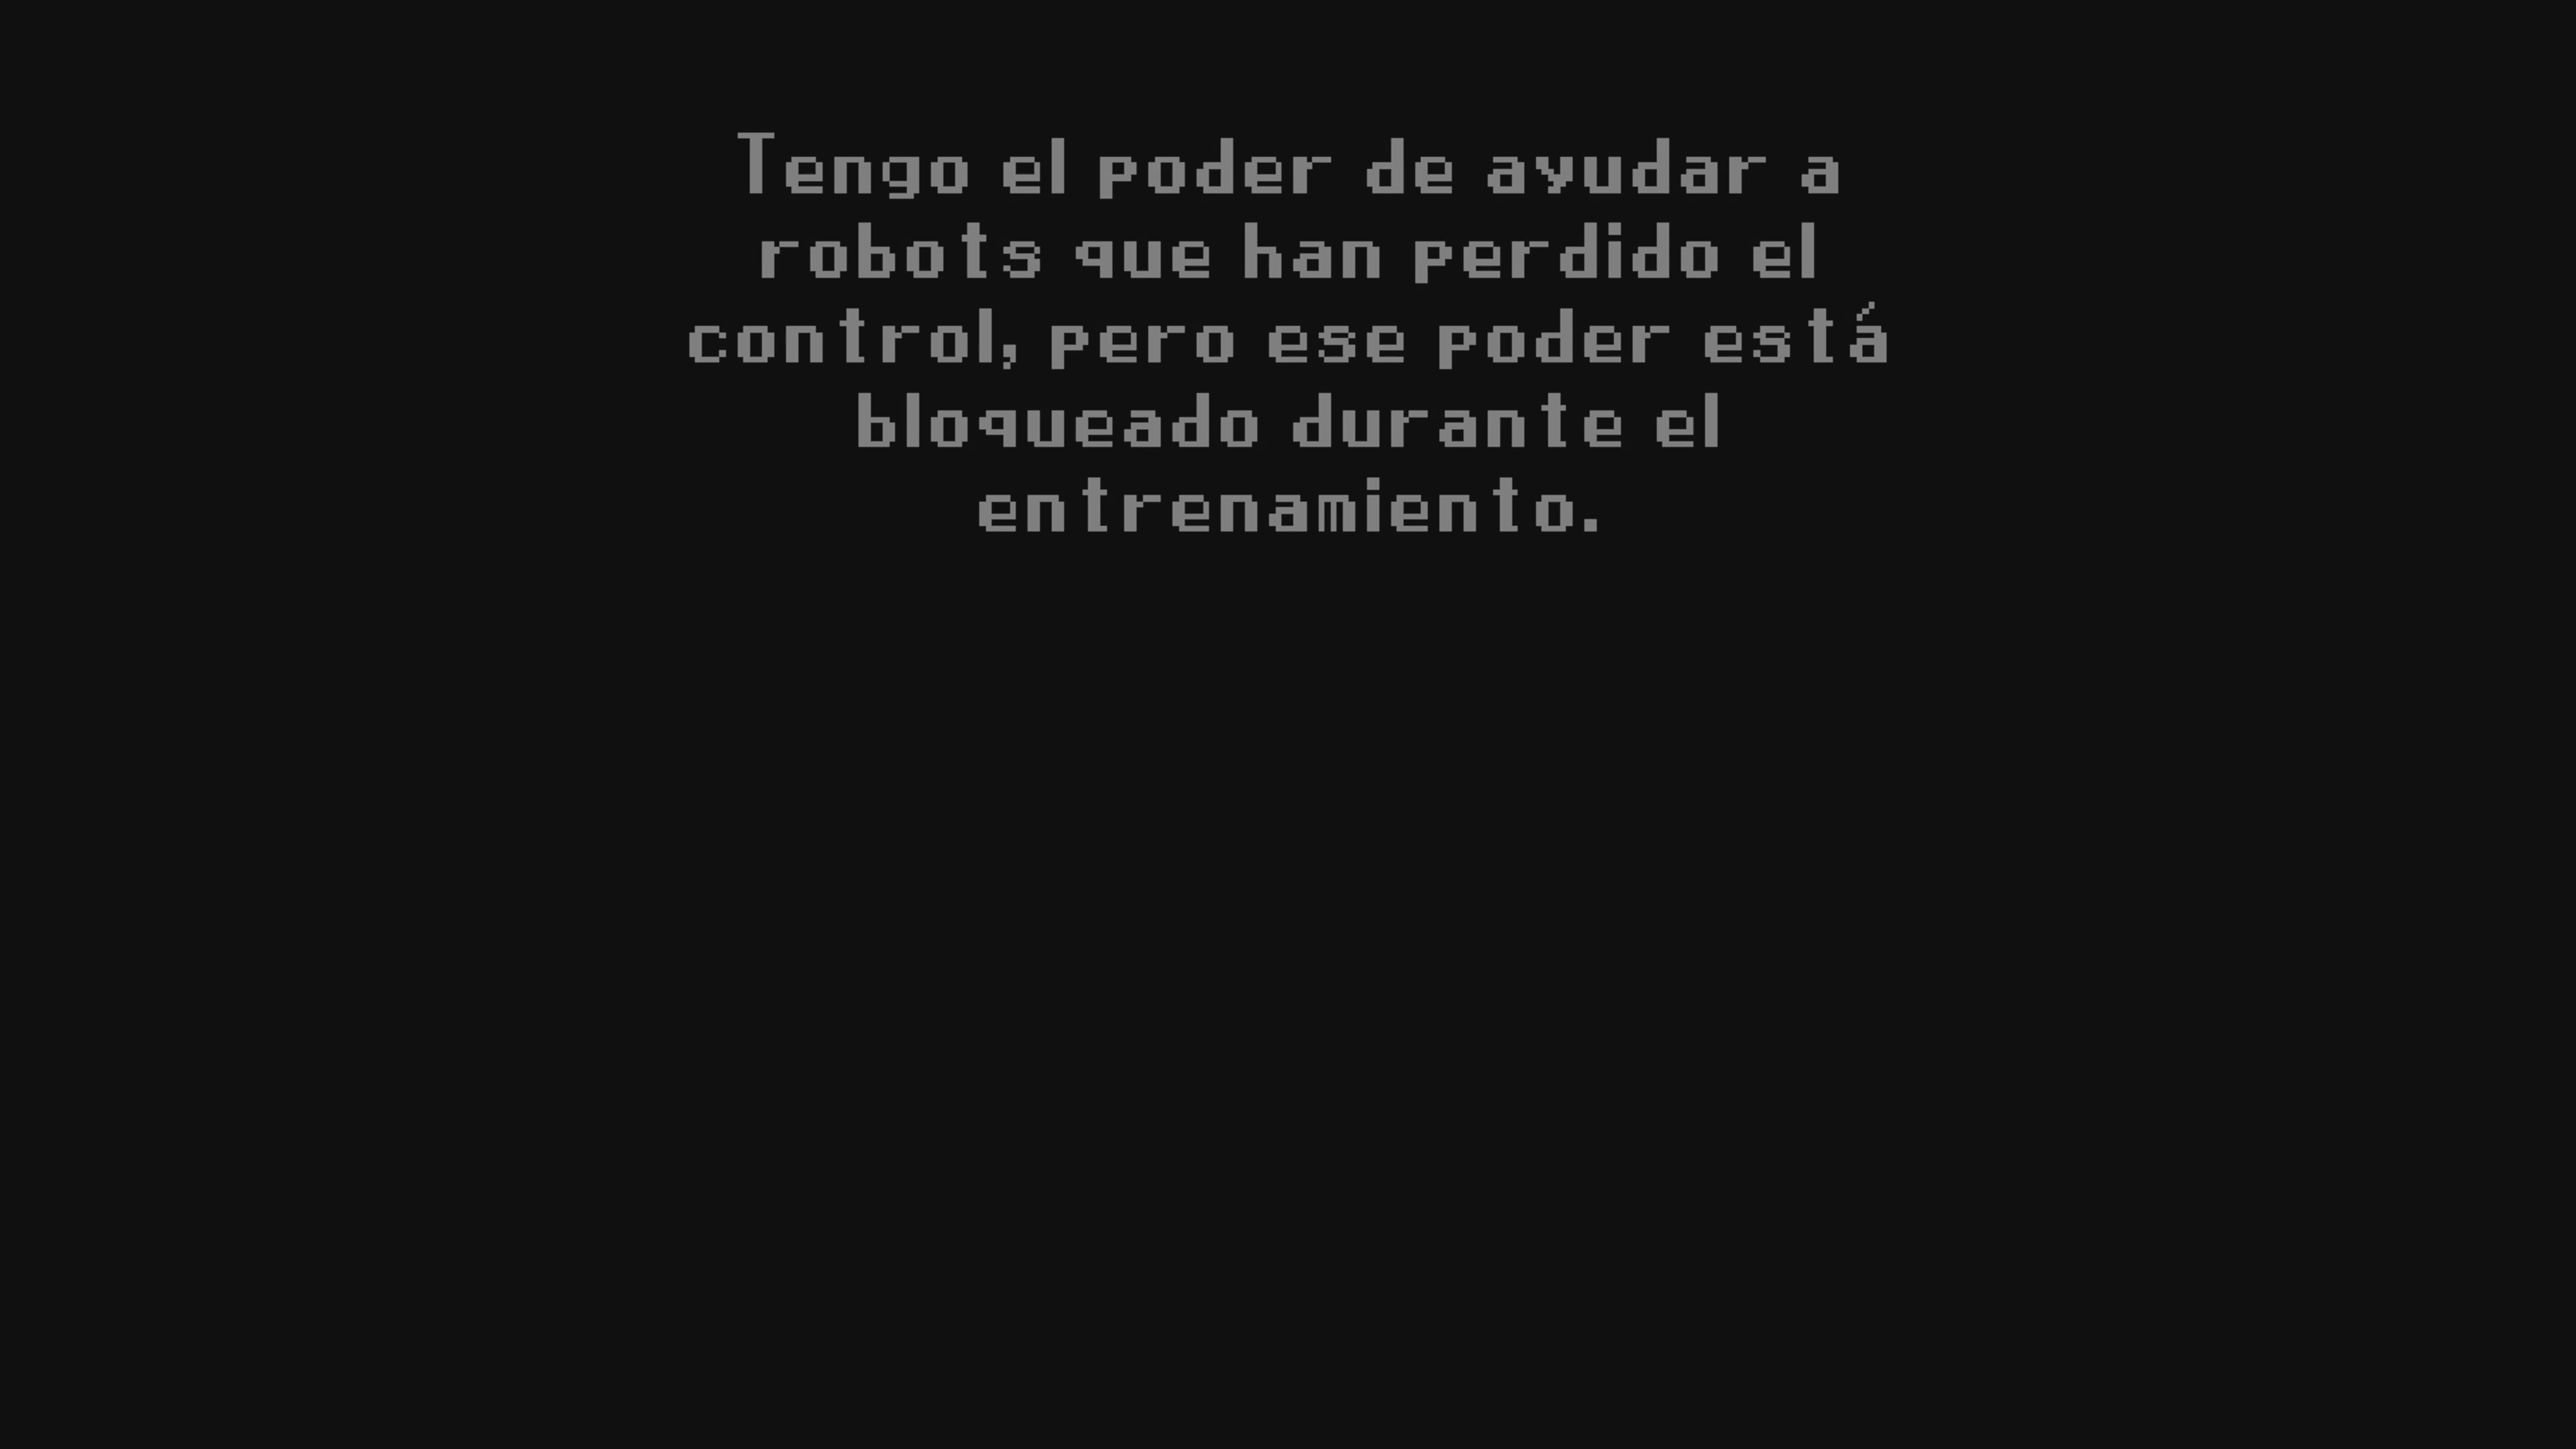 Tengo el poder de ayudar a
robots que han perdido el
control, pero ese poder está
bloqueado durante el
entrenamiento.